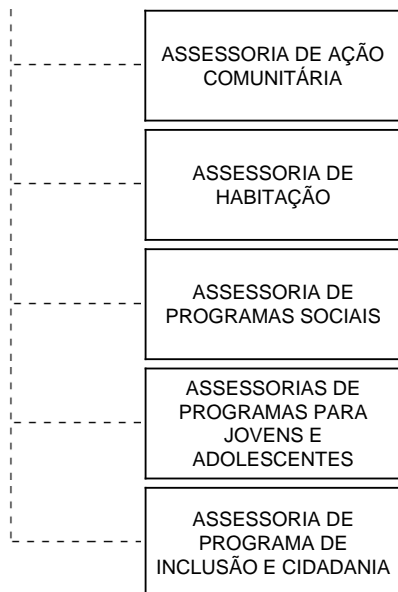 ASSESSORIA DE AÇÃO
COMUNITÁRIA
ASSESSORIA DE
HABITAÇÃO
ASSESSORIA DE
PROGRAMAS SOCIAIS
ASSESSORIAS DE
PROGRAMAS PARA
JOVENS E
ADOLESCENTES
ASSESSORIA DE
PROGRAMA DE
INCLUSÃO E CIDADANIA